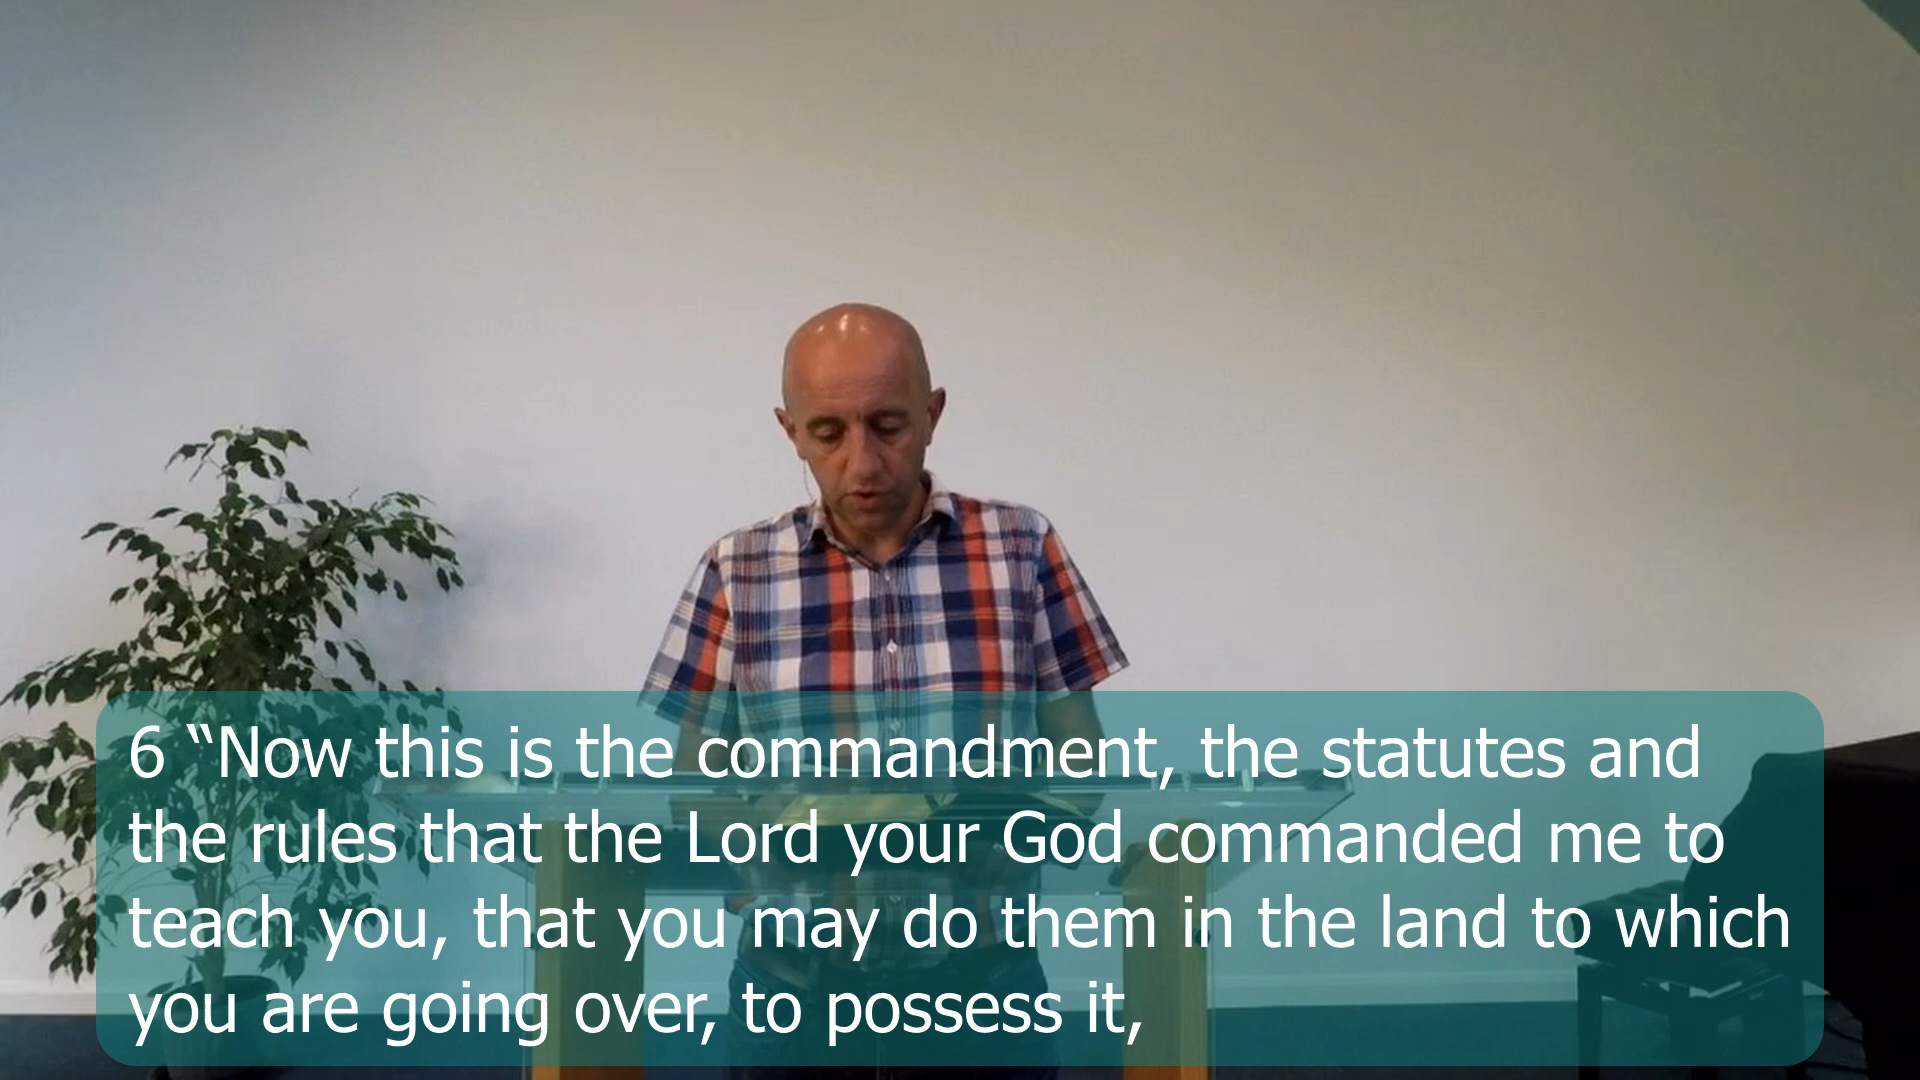 6 “Now this is the commandment, the statutes and
the rules that the Lord your God commanded me to
teach you, that you may do them in the land to which
you are going over, to possess it,